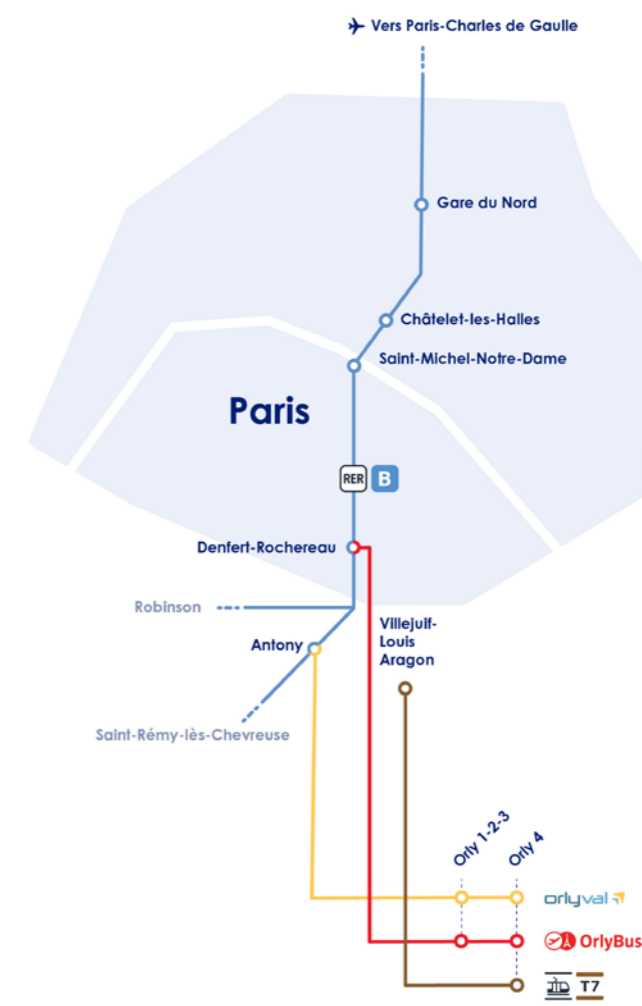 Vers Paris-Charles de Gaulle
Gare du Nord
Châtelet-les-Halles
Saint-Michel-Notre-Dame
Paris
RER B
Denfert-Rochereau
Robinson
Villejuif-
Louis
Aragon
Antony
Saint-Rémy-lès-Chevreuse
Orly 1-2-3
Orly 4
orlyval
OrlyBus
T7